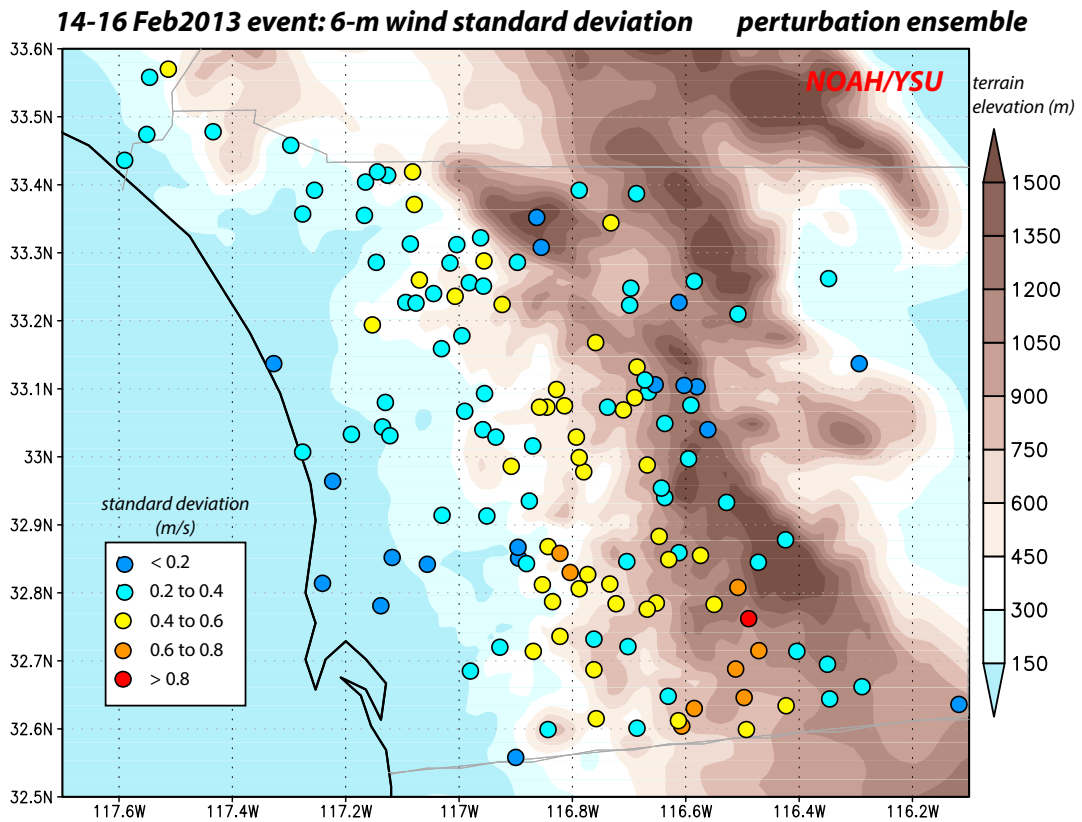 14-16 Feb2013 event: 6-m wind standard deviation perturbation ensemble
NOAH/YSU
terrain
elevation (m)
33.6N
33.5N
33.4N
33.3N
33.2N
33.1N
33N
32.9N
32.8N
32.7N
32.6N
32.5N
1500
1350
1200
1050
900
750
600
450
300
150
standard deviation
(m/s)
< 0.2
0.2 to 0.4
0.4 to 0.6
0.6 to 0.8
> 0.8
117.6W 117.4W 117.2W 117W 116.8W 116.6W 116.4W 116.2W